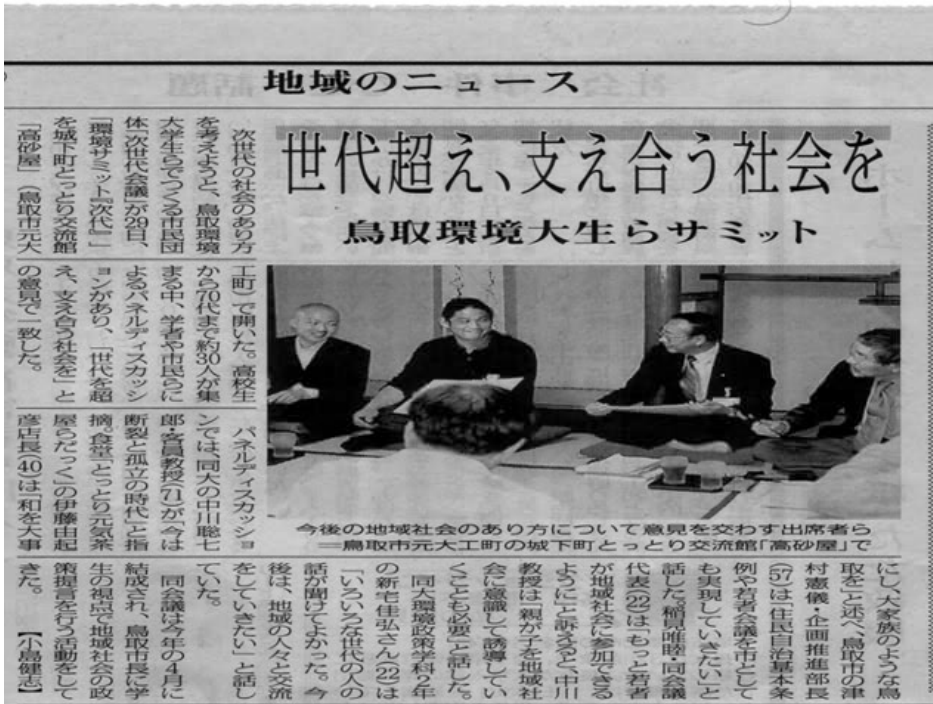 地域のニュース
世代超え、支え合う社会を
鳥取環境大生らサミット
次世代の社会のあり方
を考えようと、鳥取環境
大学生らでつくる市民団
体「次世代会議」が29日、
「環境サミット『次代』」
を城下町とっとり交流館
「高砂屋」（鳥取市元大
工町）で開いた。高校生
から70代まで約30人が集
まる中、学者や市民らに
よるパネルディスカッシ
ョンがあり、「世代を超
え、支え合う社会を」と
の意見で一致した。
パネルディスカッショ
ンでは、同大の中川聡七
郎・客員教授(71)が「今は
断裂と孤立の時代」と指
摘。食堂「とっとり元気茶
屋らだっく」の伊藤由起
彦店長(40)は「和を大事
にし、大家族のような鳥
取を」と述べ、鳥取市の津
村憲儀・企画推進部長
(57)は「住民自治基本条
例や若者会議を市として
も実現していきたい」と
話した。稲員唯睦・同会議
代表(22)は「もっと若者
が地域社会に参加できる
ように」と訴えると、中川
教授は「親が子を地域社
会に意識して誘導してい
くことも必要」と話した。
同大環境政策学科2年
の新宅佳弘さん(22)は
「いろいろな世代の人の
話が聞けてよかった。今
後は、地域の人々と交流
をしていきたい」と話し
ていた。
同会議は今年の4月に
結成され、鳥取市長に学
生の視点で地域社会の政
策提言を行う活動をして
きた。【小島健志】
今後の地域社会のあり方について意見を交わす出席者ら
＝鳥取市元大工町の城下町とっとり交流館「高砂屋」で